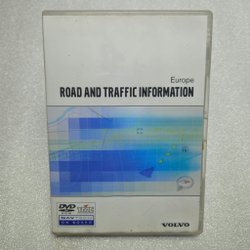 Europe
ROAD AND TRAFFIC INFORMATION
DVD
VOLVO